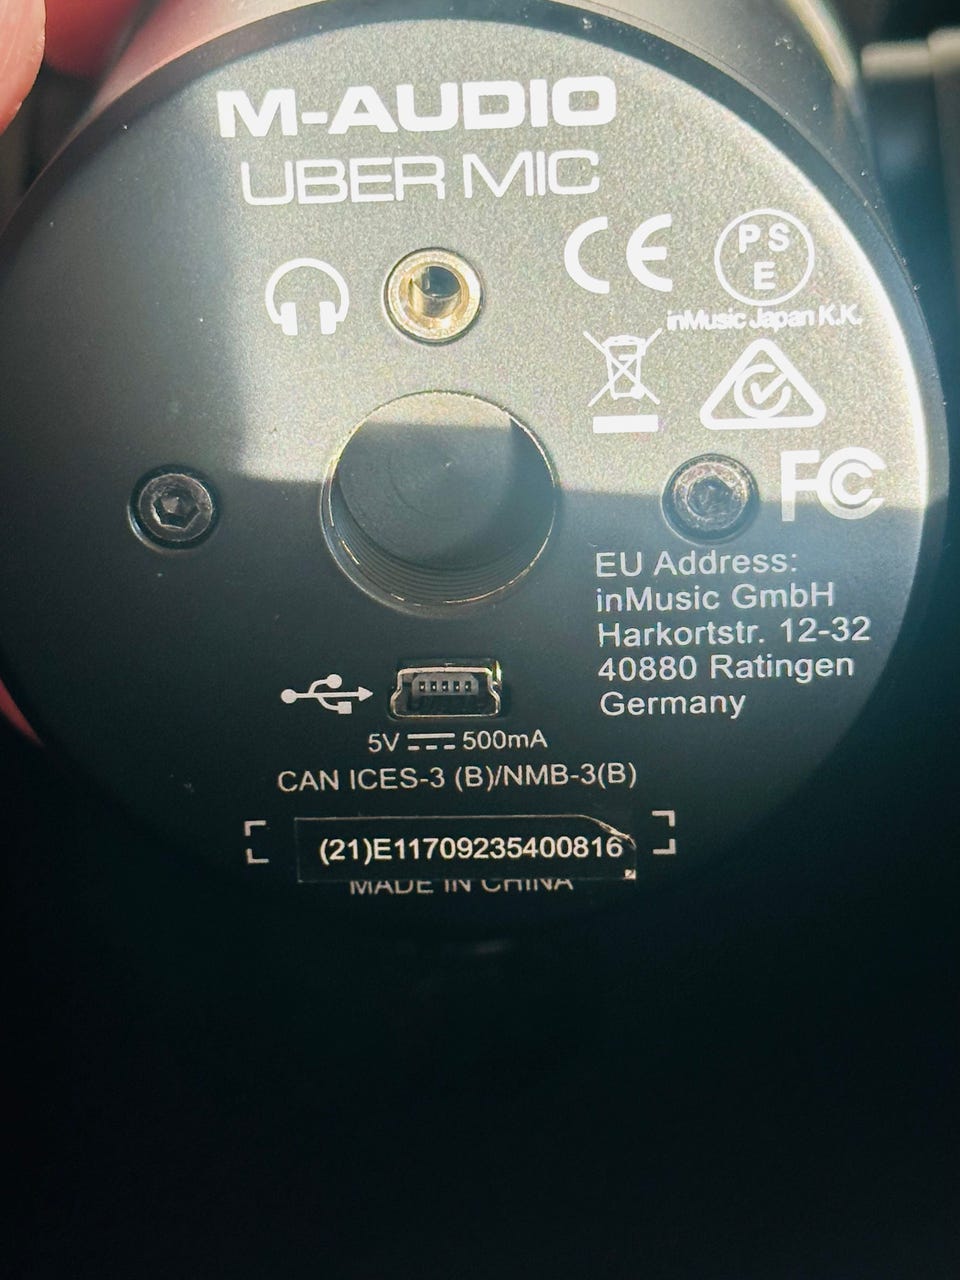 M-AUDIO
UBER MIC
CE
PS
E
inMusic Japan K.K.
FC
EU Address:
inMusic GmbH
Harkortstr. 12-32
40880 Ratingen
Germany
5V 500mA
CAN ICES-3 (B)/NMB-3(B)
(21)E11709235400816
MADE IN CHINA